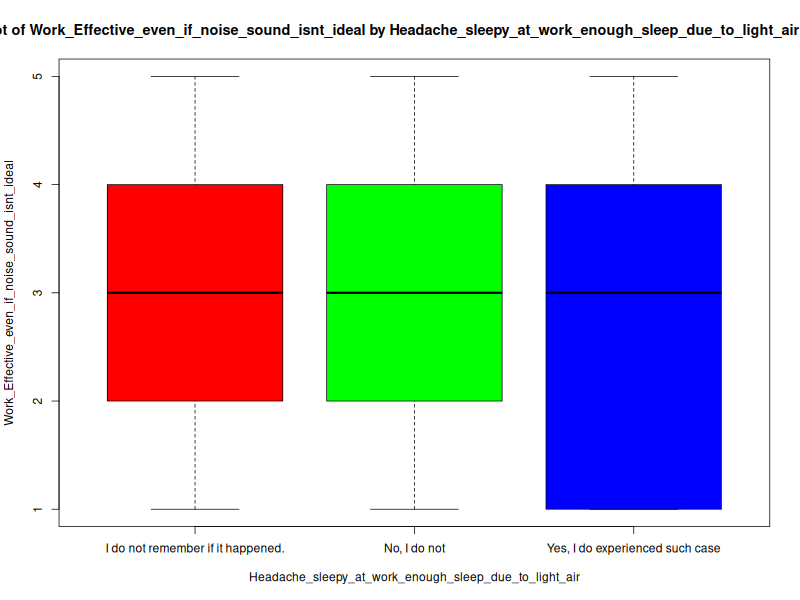 ot of Work_Effective_even_if_noise_sound_isnt_ideal by Headache_sleepy_at_work_enough_sleep_due_to_light_air
Work_Effective_even_if_noise_sound_isnt_ideal
5
4
3
2
1
I do not remember if it happened.
No, I do not
Yes, I do experienced such case
Headache_sleepy_at_work_enough_sleep_due_to_light_air